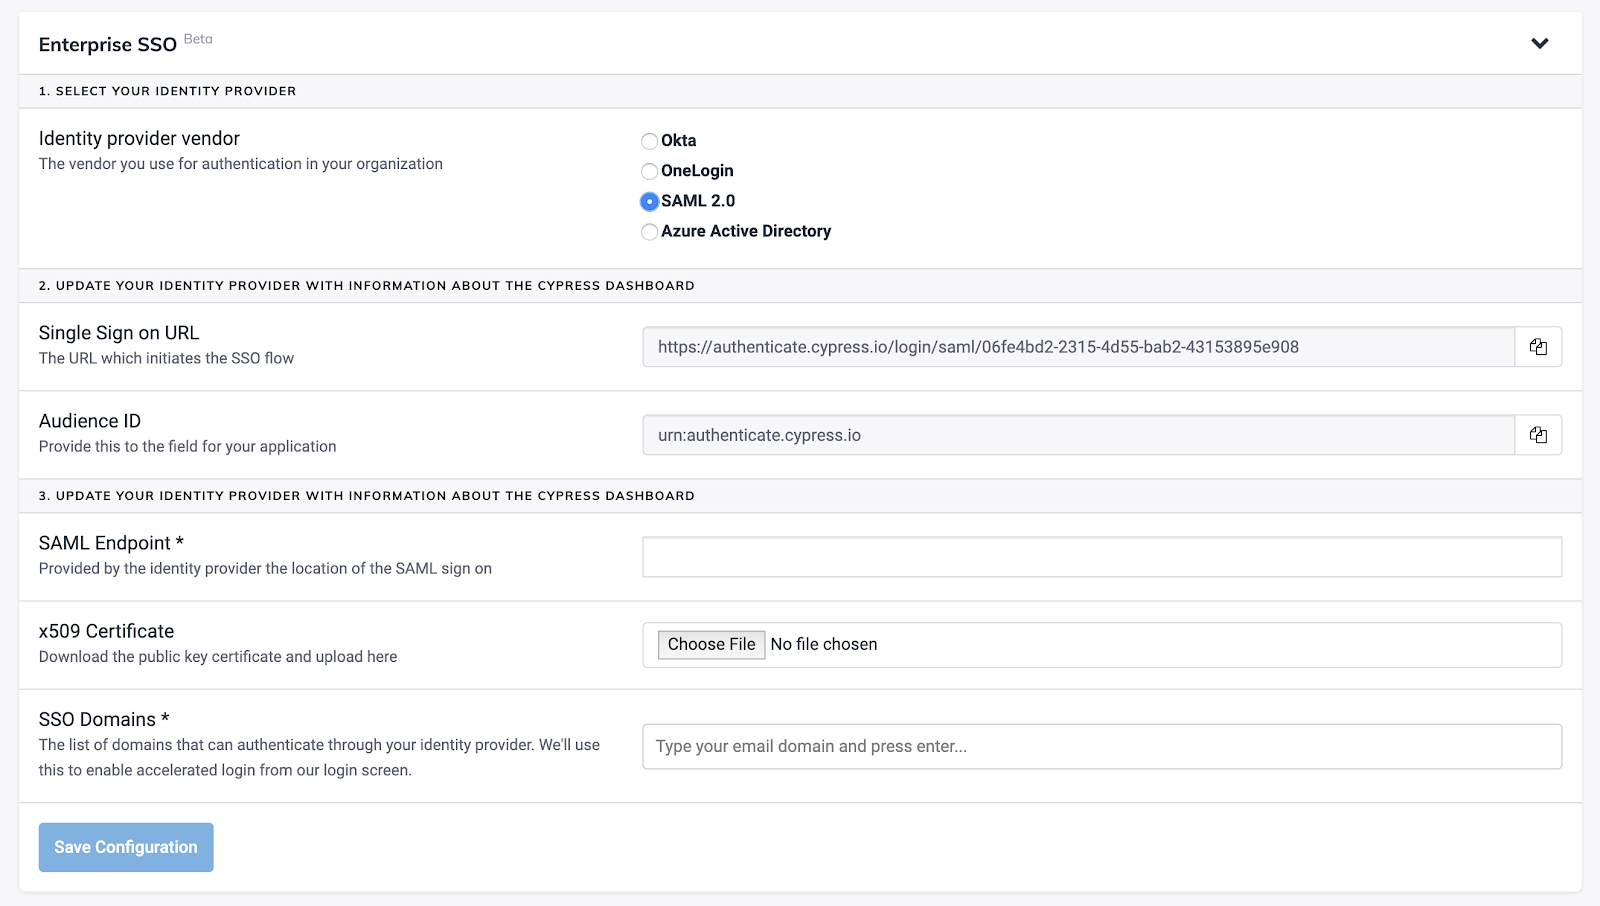 Enterprise SSO Beta
1. SELECT YOUR IDENTITY PROVIDER
Identity provider vendor
The vendor you use for authentication in your organization
Okta
OneLogin
SAML 2.0
Azure Active Directory
2. UPDATE YOUR IDENTITY PROVIDER WITH INFORMATION ABOUT THE CYPRESS DASHBOARD
Single Sign on URL
The URL which initiates the SSO flow
https://authenticate.cypress.io/login/saml/06fe4bd2-2315-4d55-bab2-43153895e908
Audience ID
Provide this to the field for your application
urn:authenticate.cypress.io
3. UPDATE YOUR IDENTITY PROVIDER WITH INFORMATION ABOUT THE CYPRESS DASHBOARD
SAML Endpoint *
Provided by the identity provider the location of the SAML sign on
x509 Certificate
Download the public key certificate and upload here
Choose File No file chosen
SSO Domains *
The list of domains that can authenticate through your identity provider. We'll use
this to enable accelerated login from our login screen.
Type your email domain and press enter...
Save Configuration